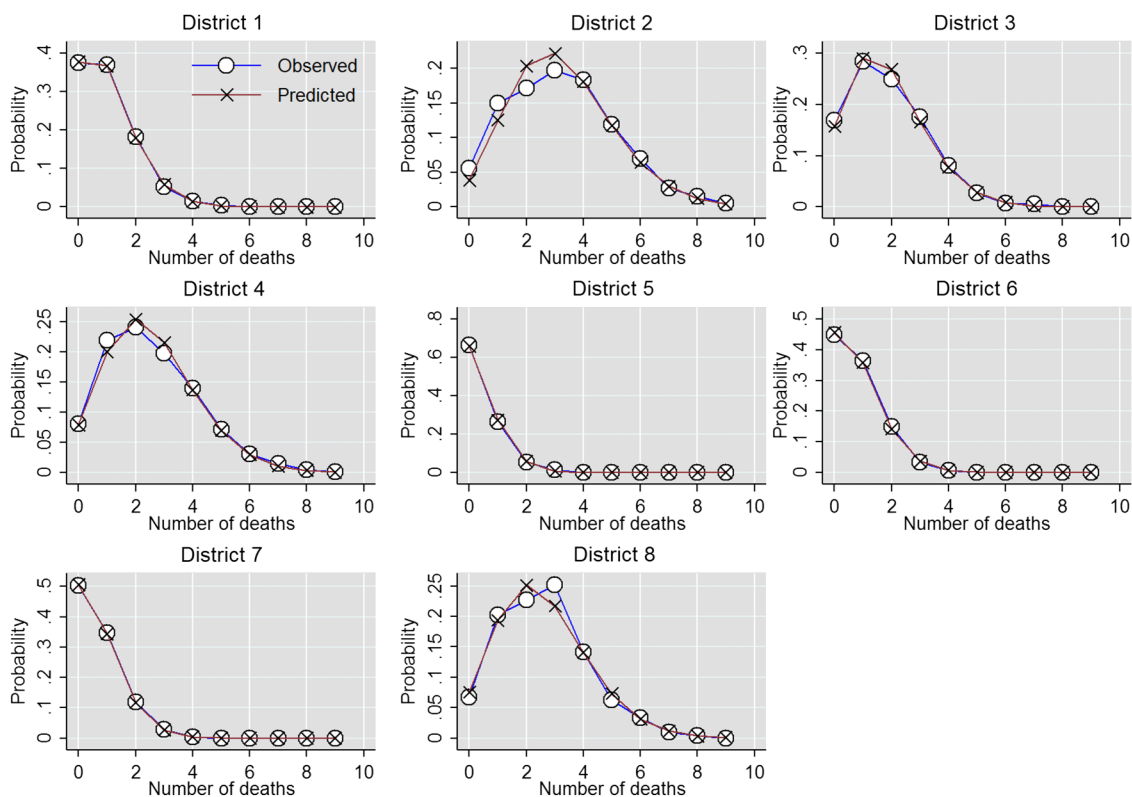 District 1
.4
.3
.2
.1
0
Probability
Observed
Predicted
0 2 4 6 8 10
Number of deaths
District 2
.2
.15
.1
.05
0
Probability
0 2 4 6 8 10
Number of deaths
District 3
.3
.2
.1
0
Probability
0 2 4 6 8 10
Number of deaths
District 4
.25
.2
.15
.1
.05
0
Probability
0 2 4 6 8 10
Number of deaths
District 5
.8
.6
.4
.2
0
Probability
0 2 4 6 8 10
Number of deaths
District 6
.5
.4
.3
.2
.1
0
Probability
0 2 4 6 8 10
Number of deaths
District 7
.5
.4
.3
.2
.1
0
Probability
0 2 4 6 8 10
Number of deaths
District 8
.25
.2
.15
.1
.05
0
Probability
0 2 4 6 8 10
Number of deaths